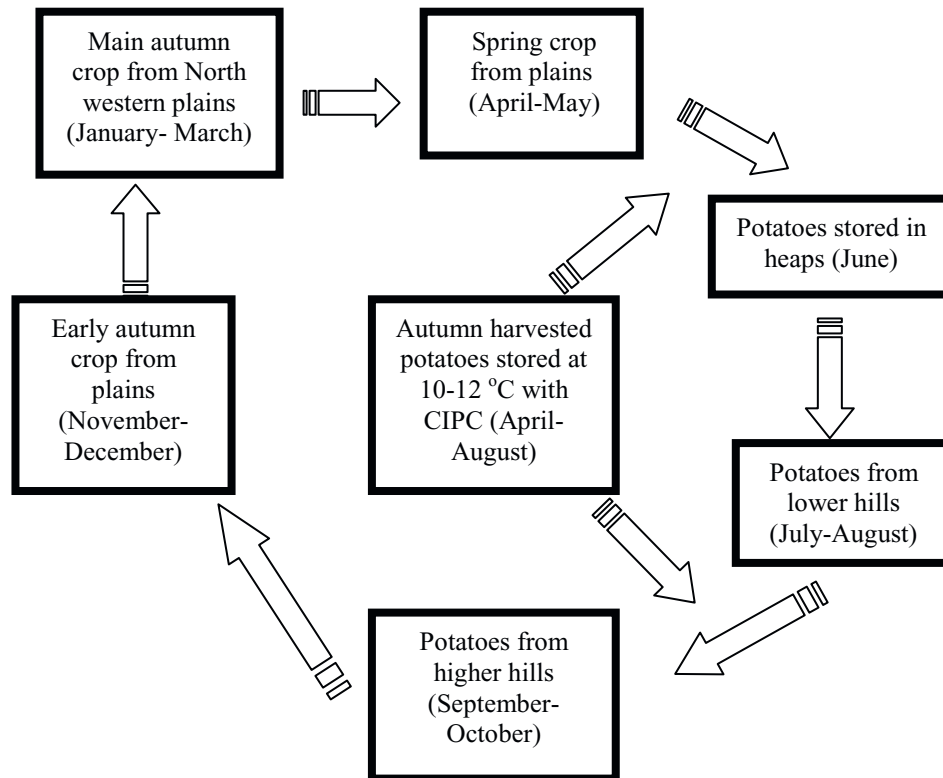 Main autumn
crop from North
western plains
(January- March)
Spring crop
from plains
(April-May)
Potatoes stored in
heaps (June)
Early autumn
crop from
plains
(November-
December)
Autumn harvested
potatoes stored at
10-12 °C with
CIPC (April-
August)
Potatoes from
lower hills
(July-August)
Potatoes from
higher hills
(September-
October)